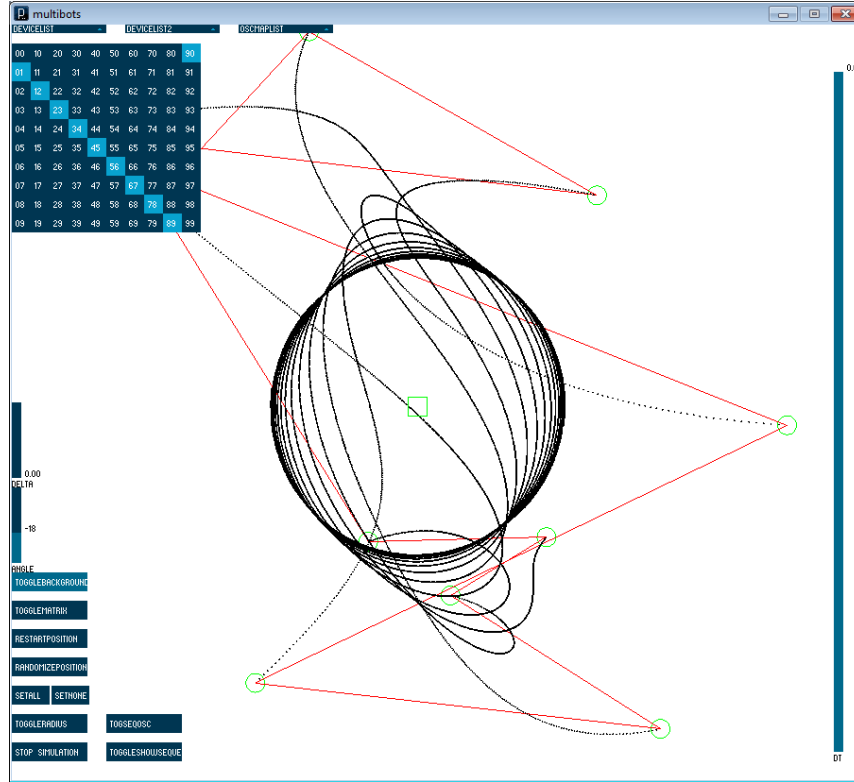 multibots
DEVICELIST DEVICELIST2 OSCMAPLIST
00 10 20 30 40 50 60 70 80 90
01 11 21 31 41 51 61 71 81 91
02 12 22 32 42 52 62 72 82 92
03 13 23 33 43 53 63 73 83 93
04 14 24 34 44 54 64 74 84 94
05 15 25 35 45 55 65 75 85 95
06 16 26 36 46 56 66 76 86 96
07 17 27 37 47 57 67 77 87 97
08 18 28 38 48 58 68 78 88 98
09 19 29 39 49 59 69 79 89 99
0.00
DELTA
-18
ANGLE
TOGGLEBACKGROUND
TOGGLEMATRIX
RESTARTPOSITION
RANDOMIZEPOSITION
SETALL SETNONE
TOGGLERADIUS TOGSEQOSC
STOP SIMULATION TOGGLESHOWSEQUE
0.0
DT